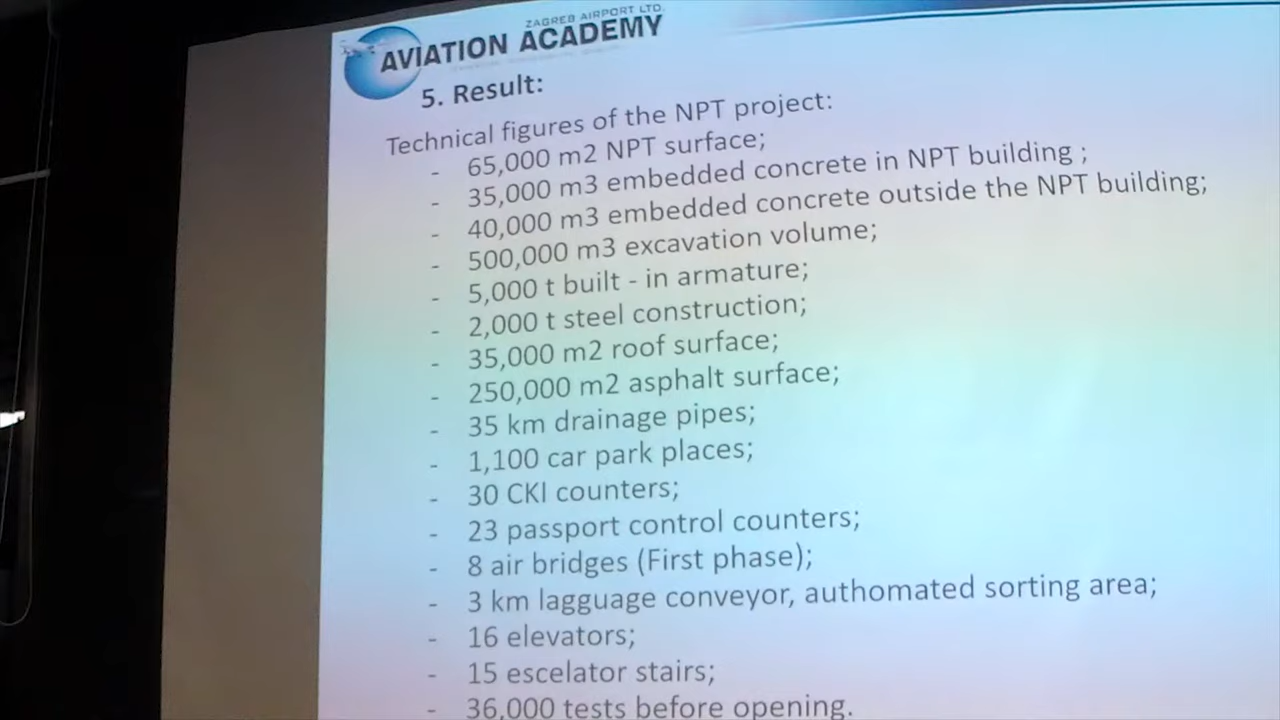 ZAGREB AIRPORT LTD.
AVIATION ACADEMY
5. Result:
Technical figures of the NPT project:
- 65,000 m2 NPT surface;
- 35,000 m3 embedded concrete in NPT building ;
- 40,000 m3 embedded concrete outside the NPT building;
- 500,000 m3 excavation volume;
- 5,000 t built - in armature;
- 2,000 t steel construction;
- 35,000 m2 roof surface;
- 250,000 m2 asphalt surface;
- 35 km drainage pipes;
- 1,100 car park places;
- 30 CKI counters;
- 23 passport control counters;
- 8 air bridges (First phase);
- 3 km lagguage conveyor, authomated sorting area;
- 16 elevators;
- 15 escelator stairs;
- 36,000 tests before opening.